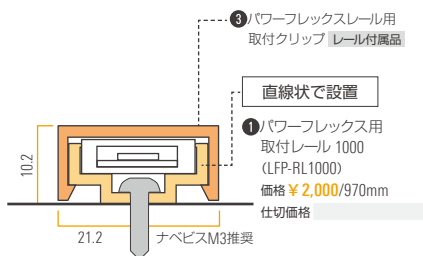 ❸パワーフレックスレール用
取付クリップ レール付属品
直線状で設置
❶パワーフレックス用
取付レール 1000
(LFP-RL1000)
価格¥2,000/970mm
仕切価格
10.2
21.2
ナベビスM3推奨